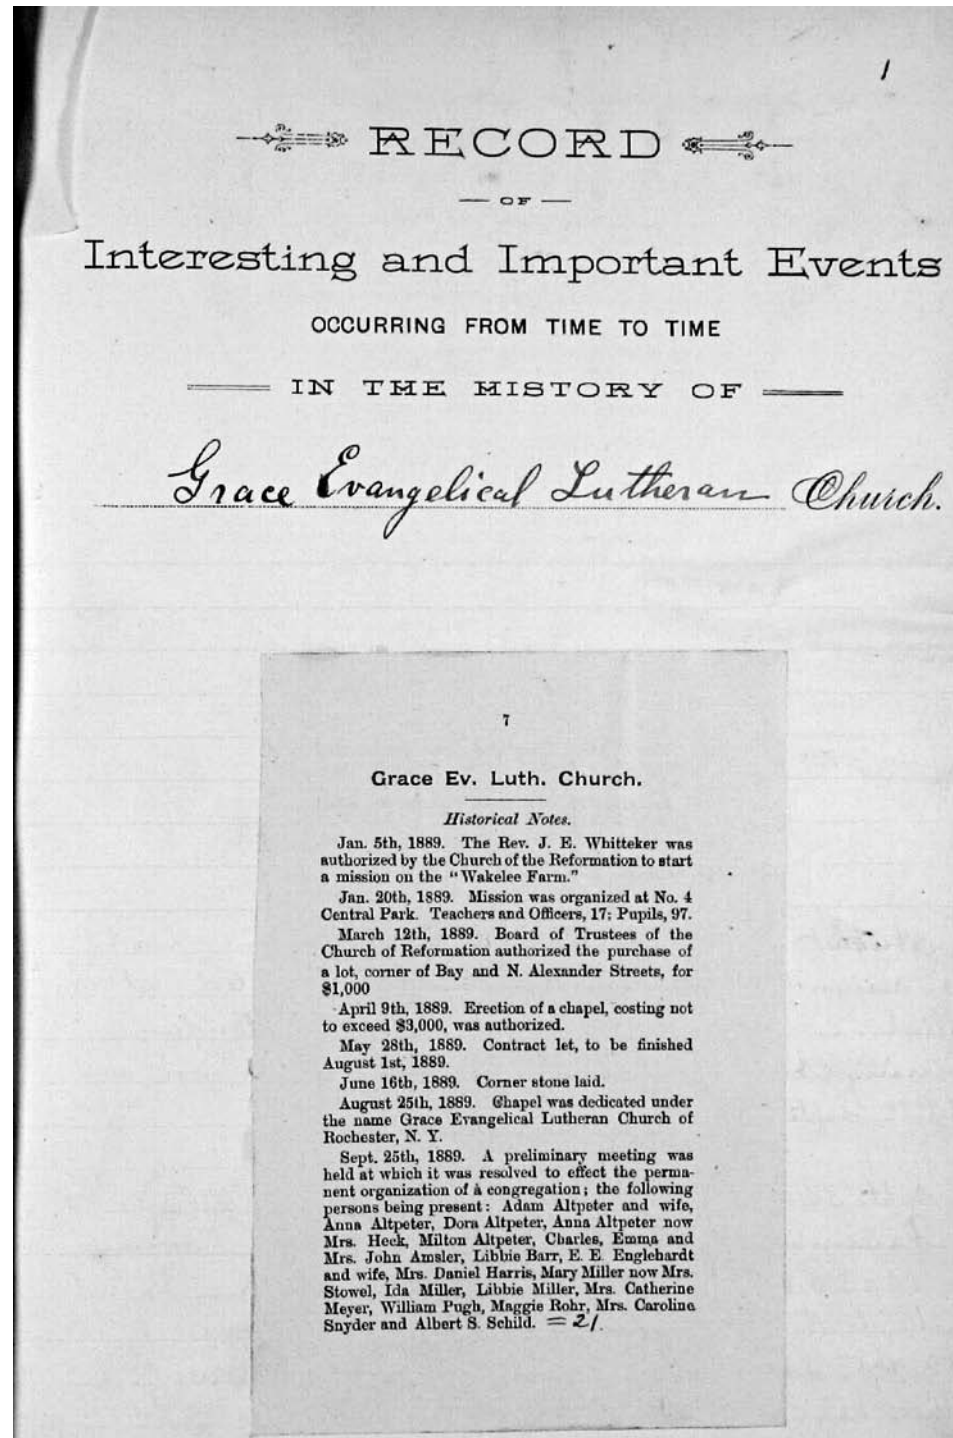 1
RECORD
OF
Interesting and Important Events
OCCURRING FROM TIME TO TIME
IN THE HISTORY OF
Grace Evangelical Lutheran Church.
7
Grace Ev. Luth. Church.
Historical Notes.
Jan. 5th, 1889. The Rev. J. E. Whitteker was
authorized by the Church of the Reformation to start
a mission on the "Wakelee Farm."
Jan. 20th, 1889. Mission was organized at No. 4
Central Park. Teachers and Officers, 17; Pupils, 97.
March 12th, 1889. Board of Trustees of the
Church of Reformation authorized the purchase of
a lot, corner of Bay and N. Alexander Streets, for
$1,000
April 9th, 1889. Erection of a chapel, costing not
to exceed $3,000, was authorized.
May 28th, 1889. Contract let, to be finished
August 1st, 1889.
June 16th, 1889. Corner stone laid.
August 25th, 1889. Chapel was dedicated under
the name Grace Evangelical Lutheran Church of
Rochester, N. Y.
Sept. 25th, 1889. A preliminary meeting was
held at which it was resolved to effect the perma-
nent organization of a congregation; the following
persons being present: Adam Altpeter and wife,
Anna Altpeter, Dora Altpeter, Anna Altpeter now
Mrs. Heck, Milton Altpeter, Charles, Emma and
Mrs. John Amsler, Libbie Barr, E. E. Englehardt
and wife, Mrs. Daniel Harris, Mary Miller now Mrs.
Stowel, Ida Miller, Libbie Miller, Mrs. Catherine
Meyer, William Pugh, Maggie Rohr, Mrs. Caroline
Snyder and Albert S. Schild. = 21.